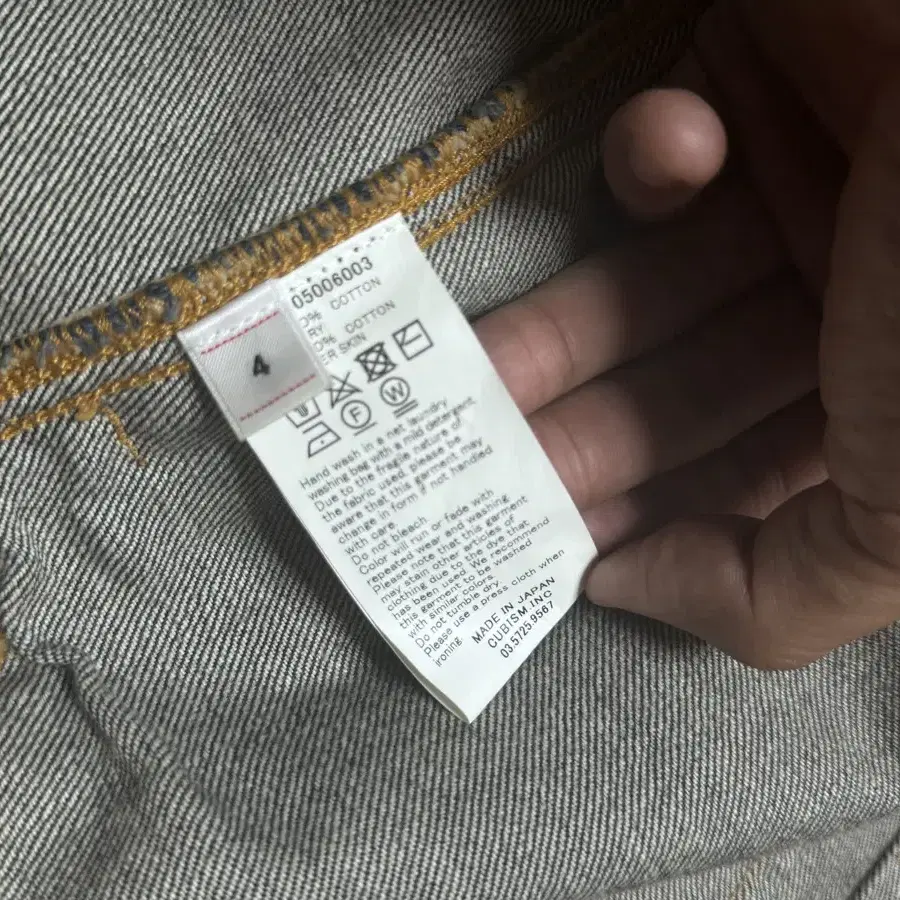 05006003
0% COTTON
RY
0% COTTON
ER SKIN
4
F
W
Hand wash in a net laundry
washing bag with a mild detergent.
Due to the fragile nature of
the fabric used, please be
aware that this garment may
change in form if not handled
with care.
Do not bleach.
Color will run or fade with
repeated wear and washing
Please note that this garment
may stain other articles of
clothing due to the dye that
has been used. We recommend
this garment to be washed
with similar colors.
Do not tumble dry.
Please use a press cloth when
ironing.
MADE IN JAPAN
CUBISM.INC
03.5725.9567